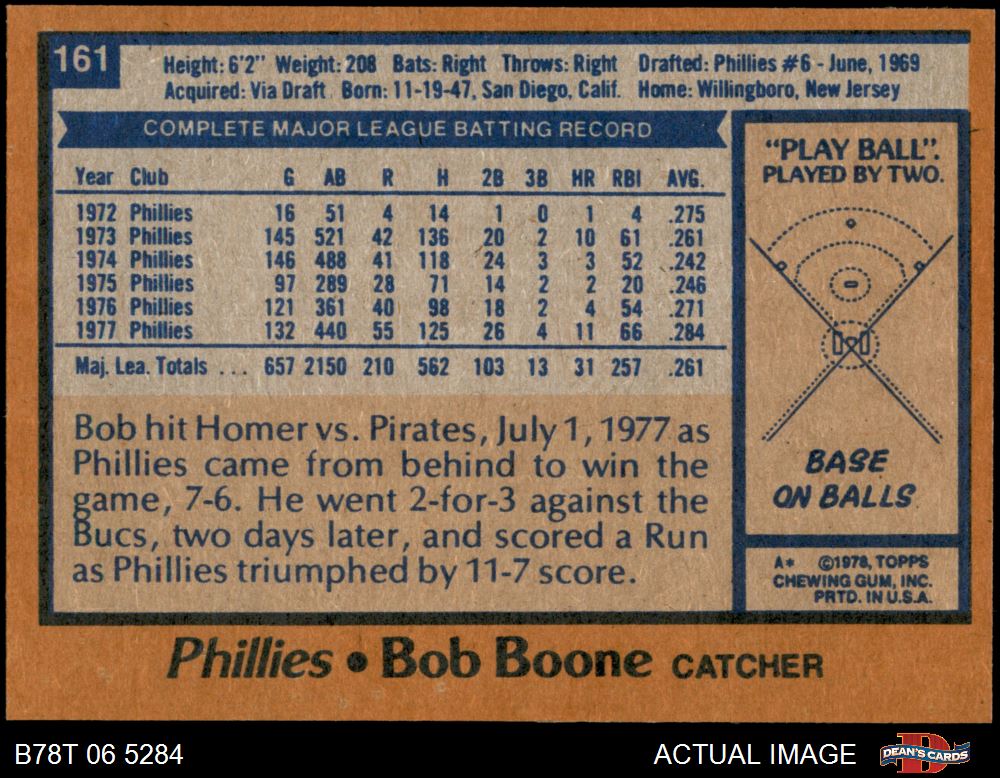 161
Height: 6'2" Weight: 208 Bats: Right Throws: Right Drafted: Phillies #6 - June, 1969
Acquired: Via Draft Born: 11-19-47, San Diego, Calif. Home: Willingboro, New Jersey
COMPLETE MAJOR LEAGUE BATTING RECORD
Year Club G AB R H 2B 3B HR RBI AVG.
1972 Phillies 16 51 4 14 1 0 1 4 .275
1973 Phillies 145 521 42 136 20 2 10 61 .261
1974 Phillies 146 488 41 118 24 3 3 52 .242
1975 Phillies 97 289 28 71 14 2 2 20 .246
1976 Phillies 121 361 40 98 18 2 4 54 .271
1977 Phillies 132 440 55 125 26 4 11 66 .284
Maj. Lea. Totals ... 657 2150 210 562 103 13 31 257 .261
Bob hit Homer vs. Pirates, July 1, 1977 as
Phillies came from behind to win the
game, 7-6. He went 2-for-3 against the
Bucs, two days later, and scored a Run
as Phillies triumphed by 11-7 score.
"PLAY BALL".
PLAYED BY TWO.
BASE
ON BALLS
A* ©1978, TOPPS
CHEWING GUM, INC.
PRTD. IN U.S.A.
Phillies • Bob Boone CATCHER
B78T 06 5284
ACTUAL IMAGE
DEAN'S CARDS